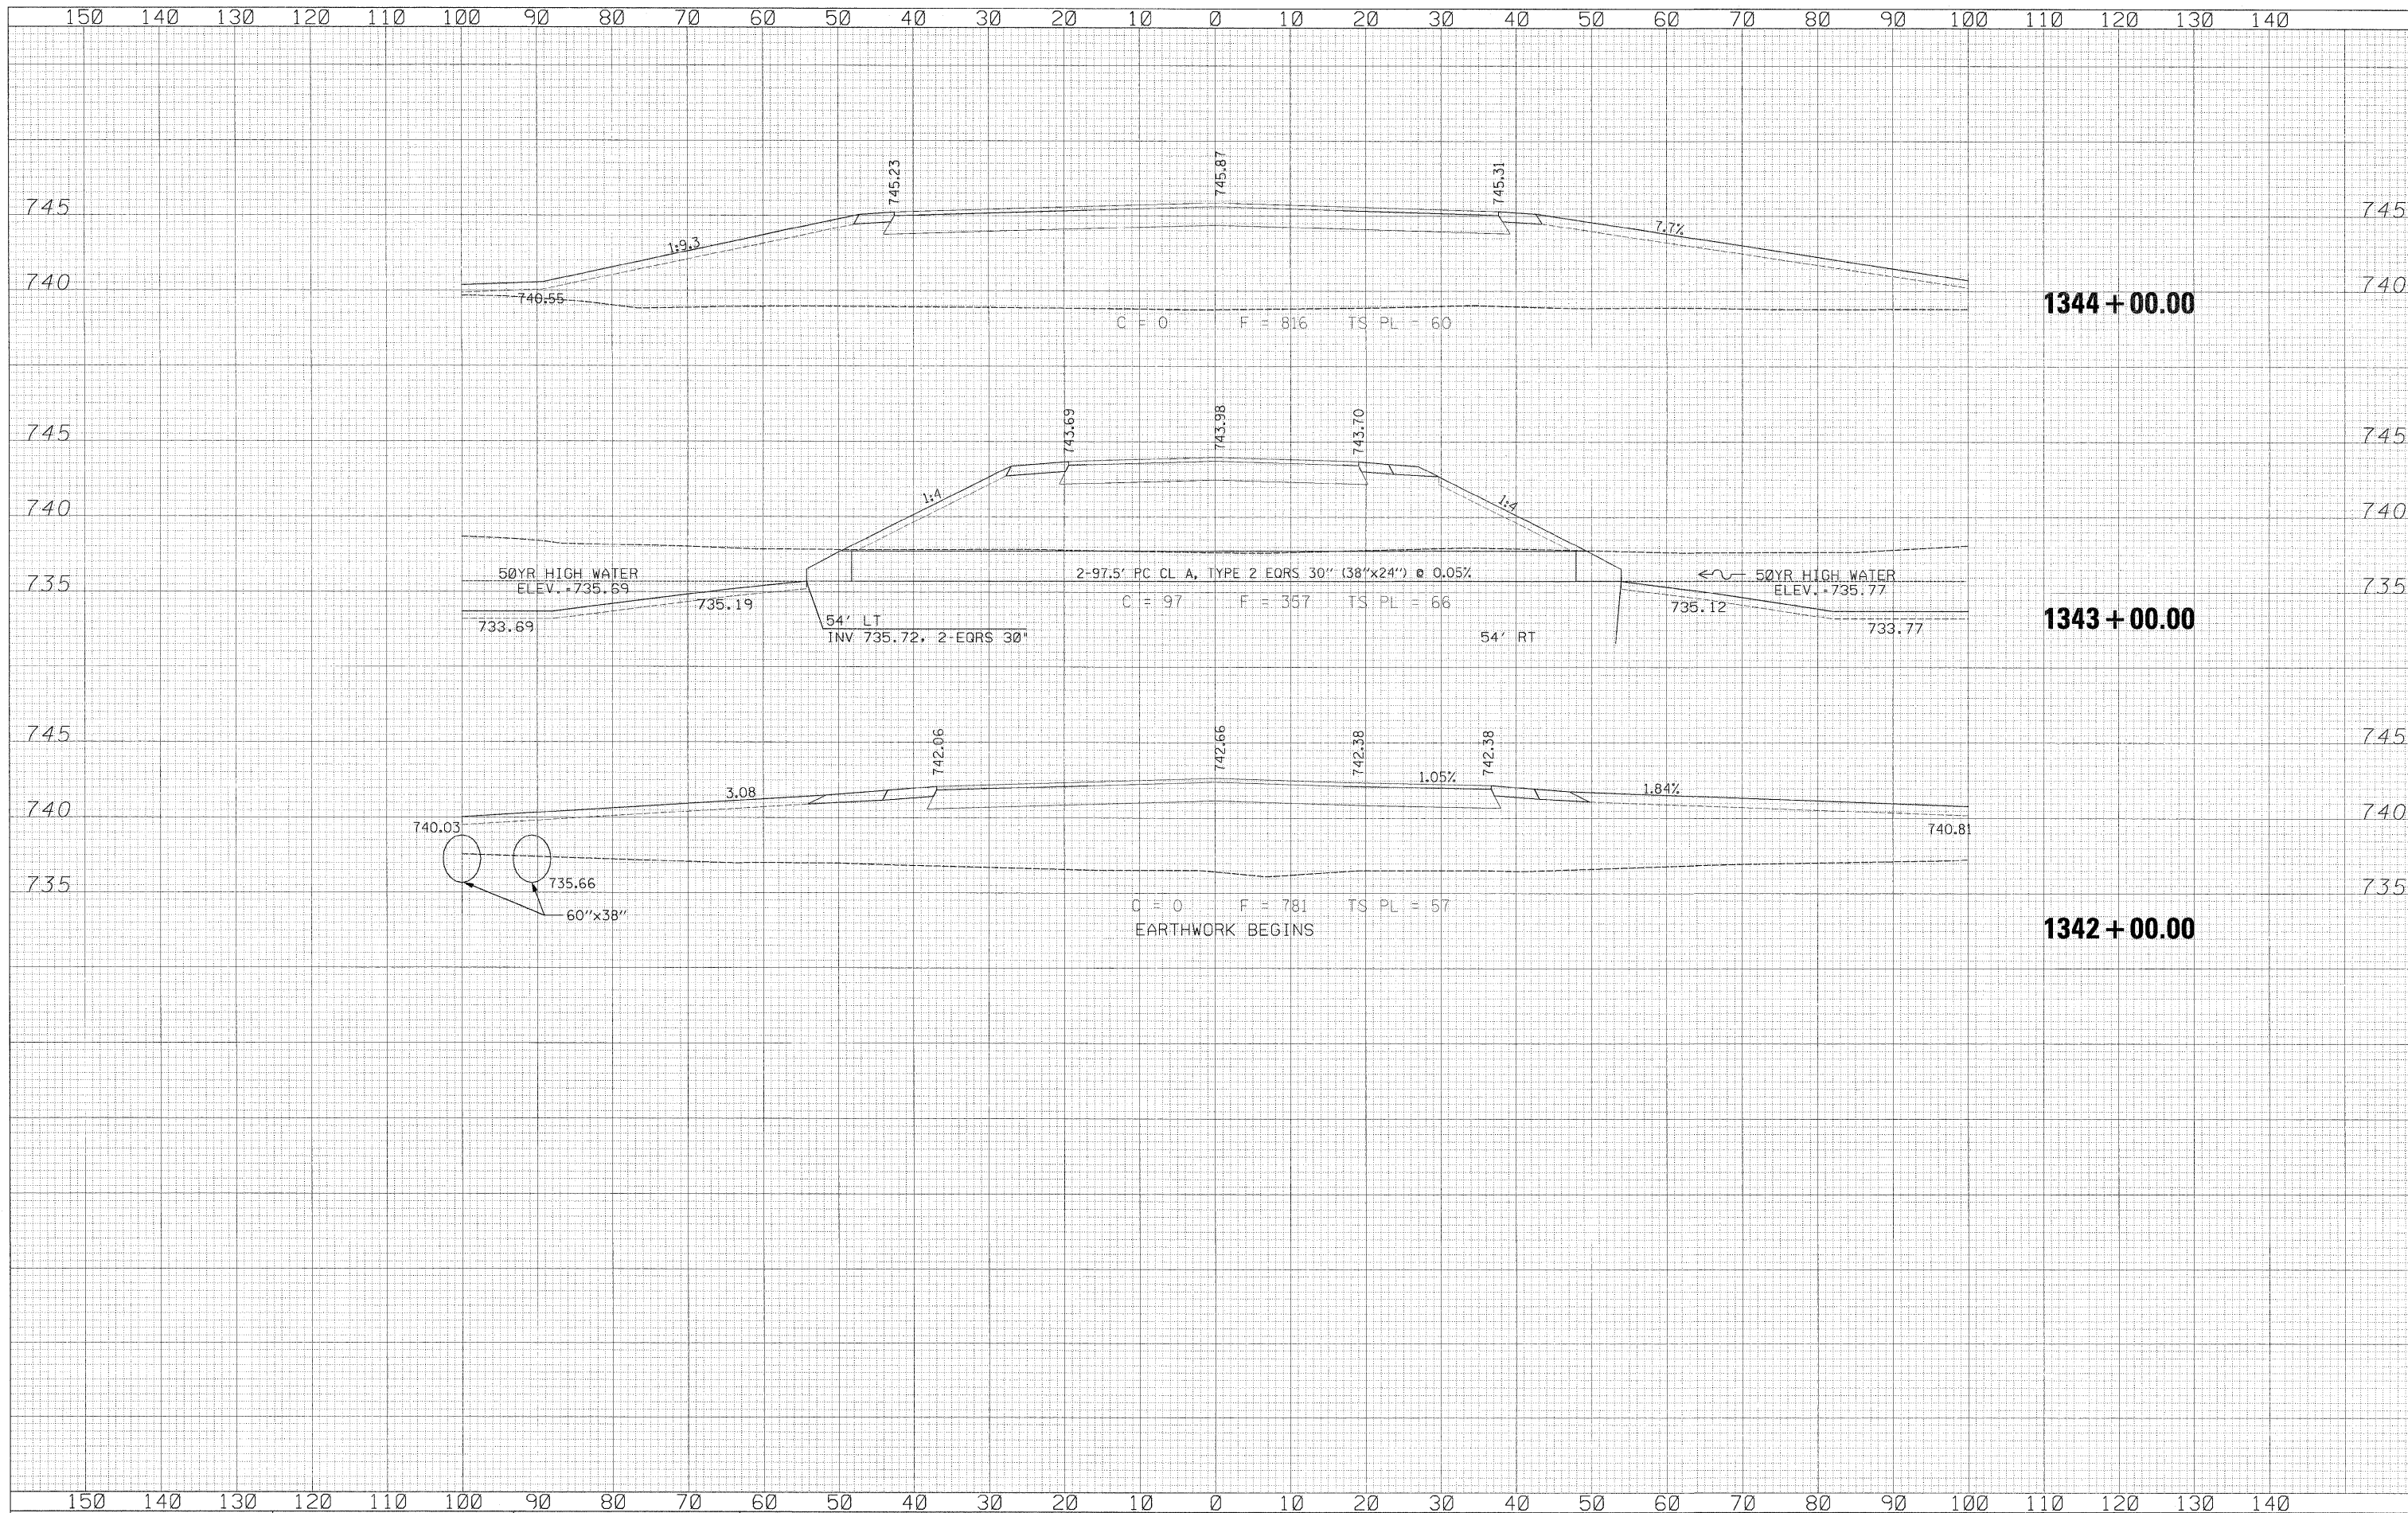 150 140 130 120 110 100 90 80 70 60 50 40 30 20 10 0 10 20 30 40 50 60 70 80 90 100 110 120 130 140
745.23
745.87
745.31
745
745
1:9.3
7.7%
740
740
740.55
1344+00.00
C = 0 F = 816 TS PL = 60
743.69
743.98
743.70
745
745
1:4
1:4
740
740
50YR HIGH WATER
ELEV.=735.69
2-97.5' PC CL A, TYPE 2 EQRS 30" (38"x24") @ 0.05%
50YR HIGH WATER
ELEV.=735.77
735
735
735.19
C = 97 F = 357 TS PL = 66
735.12
733.69
54' LT
INV 735.72, 2-EQRS 30"
54' RT
733.77
1343+00.00
742.06
742.66
742.38
742.38
745
745
3.08
1.05%
1.84%
740
740
740.03
740.81
735
735.66
735
60"x38"
C = 0 F = 781 TS PL = 57
EARTHWORK BEGINS
1342+00.00
150 140 130 120 110 100 90 80 70 60 50 40 30 20 10 0 10 20 30 40 50 60 70 80 90 100 110 120 130 140